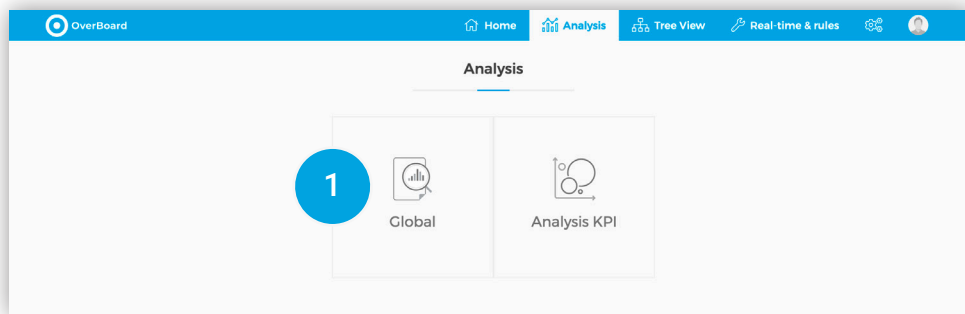 OverBoard Home Analysis Tree View Real-time & rules
Analysis
1
Global Analysis KPI